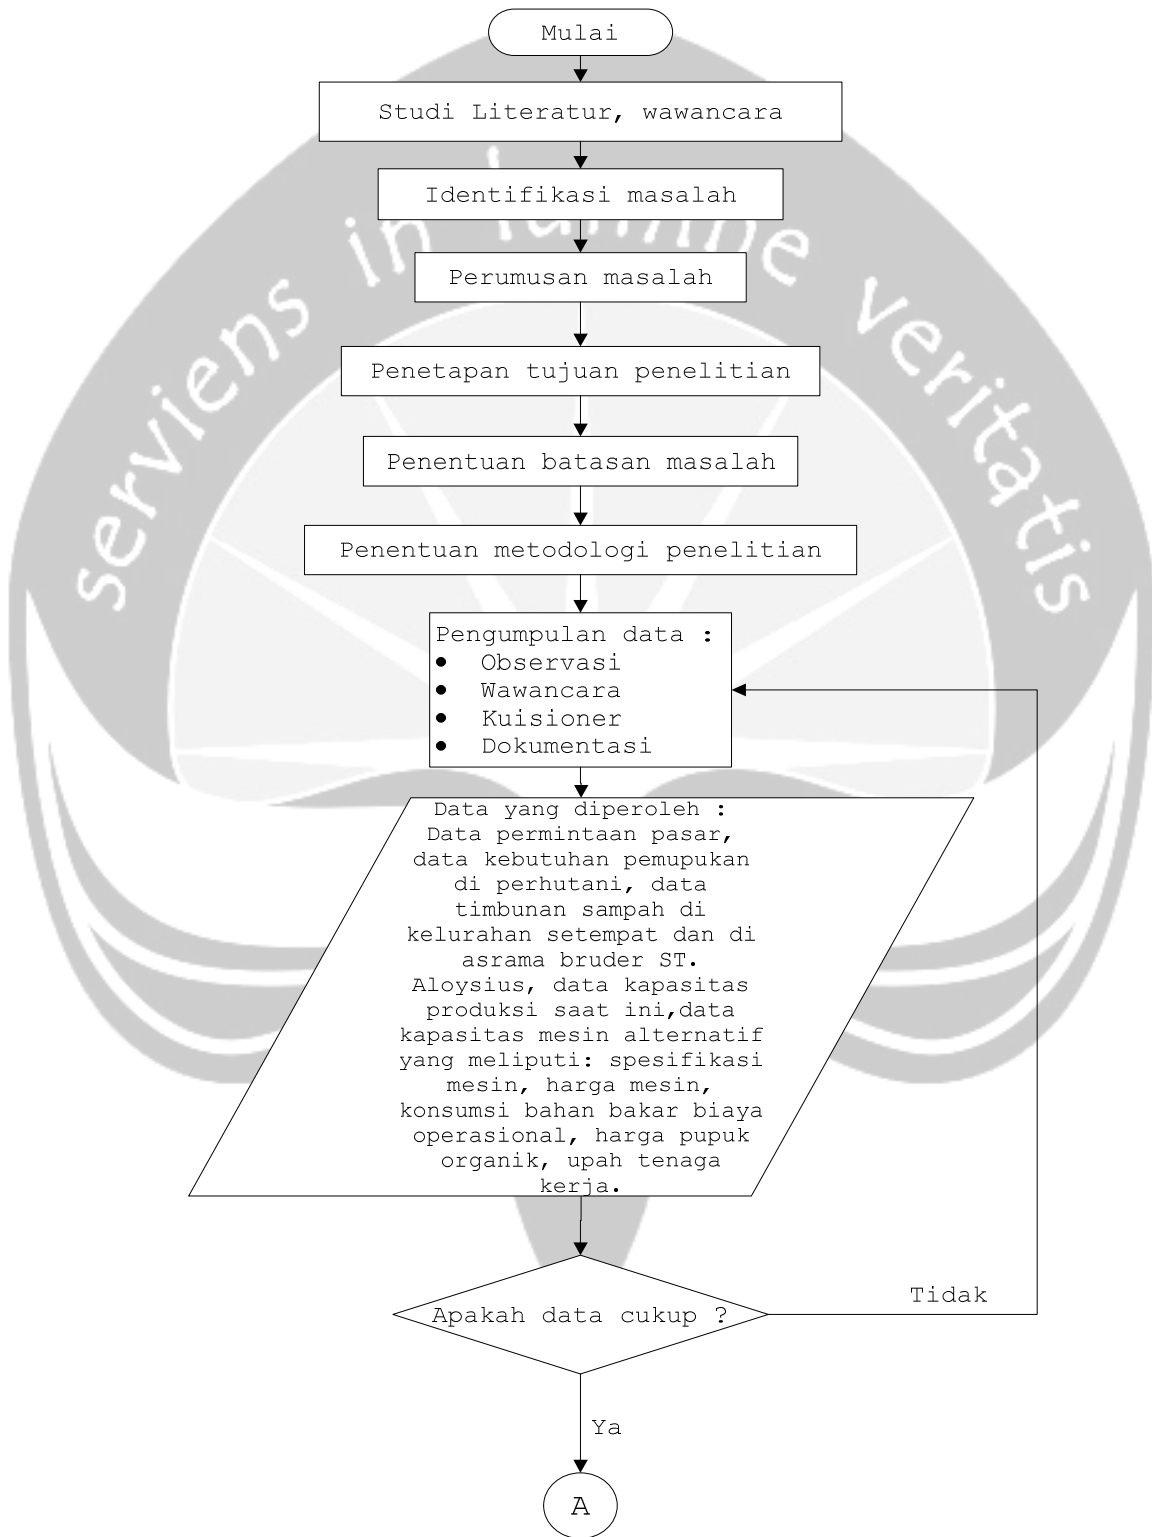 Mulai
Studi Literatur, wawancara
Identifikasi masalah
serviens in lumine veritatis
Perumusan masalah
Penetapan tujuan penelitian
Penentuan batasan masalah
Penentuan metodologi penelitian
Pengumpulan data :
• Observasi
• Wawancara
• Kuisioner
• Dokumentasi
Data yang diperoleh :
Data permintaan pasar,
data kebutuhan pemupukan
di perhutani, data
timbunan sampah di
kelurahan setempat dan di
asrama bruder ST.
Aloysius, data kapasitas
produksi saat ini,data
kapasitas mesin alternatif
yang meliputi: spesifikasi
mesin, harga mesin,
konsumsi bahan bakar biaya
operasional, harga pupuk
organik, upah tenaga
kerja.
Apakah data cukup ?
Tidak
Ya
A